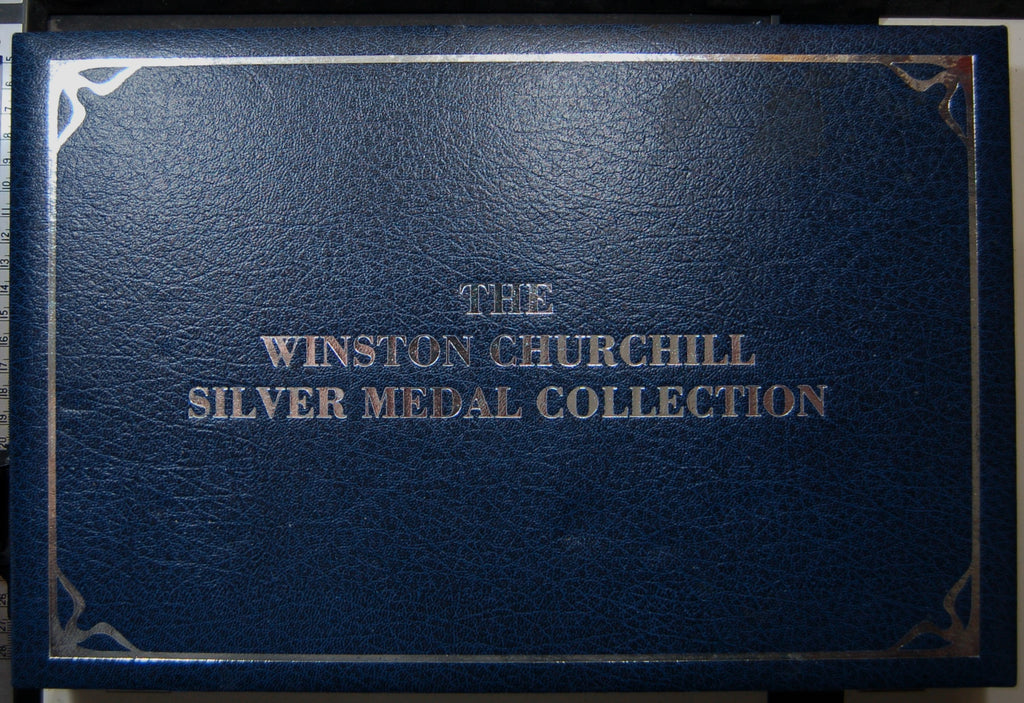 THE
WINSTON CHURCHILL
SILVER MEDAL COLLECTION